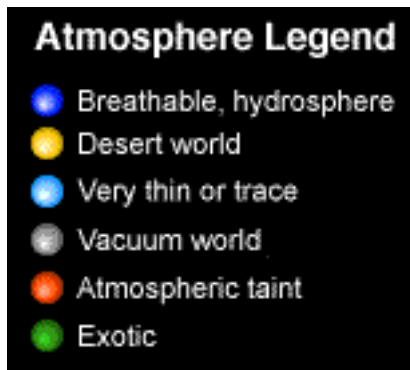 Atmosphere Legend
Breathable, hydrosphere
Desert world
Very thin or trace
Vacuum world
Atmospheric taint
Exotic